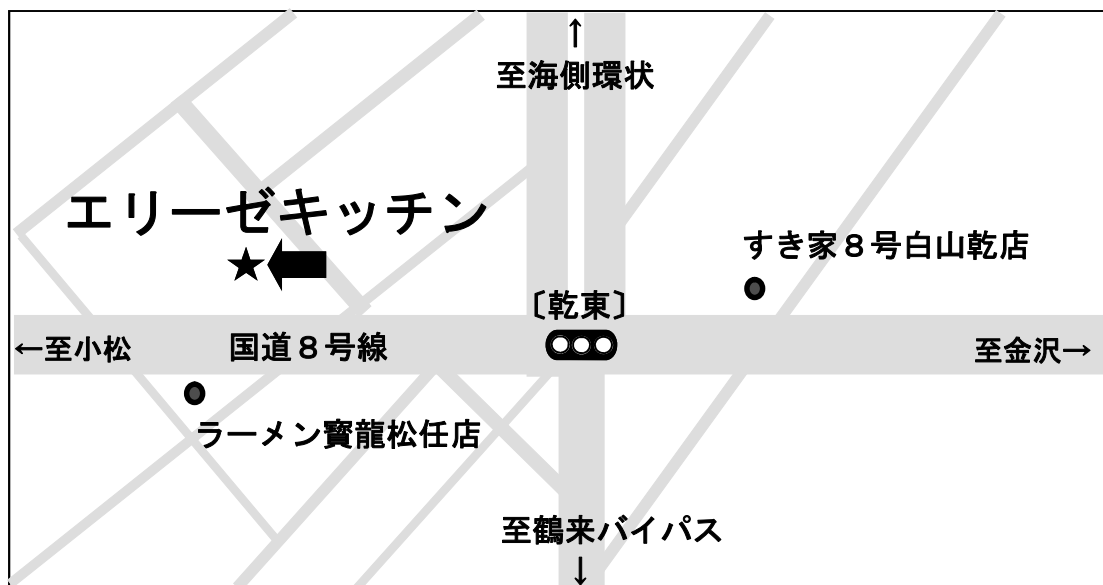 ↑
至海側環状
エリーゼキッチン
★
すき家８号白山乾店
〔乾東〕
←至小松
国道８号線
至金沢→
ラーメン寳龍松任店
至鶴来バイパス
↓